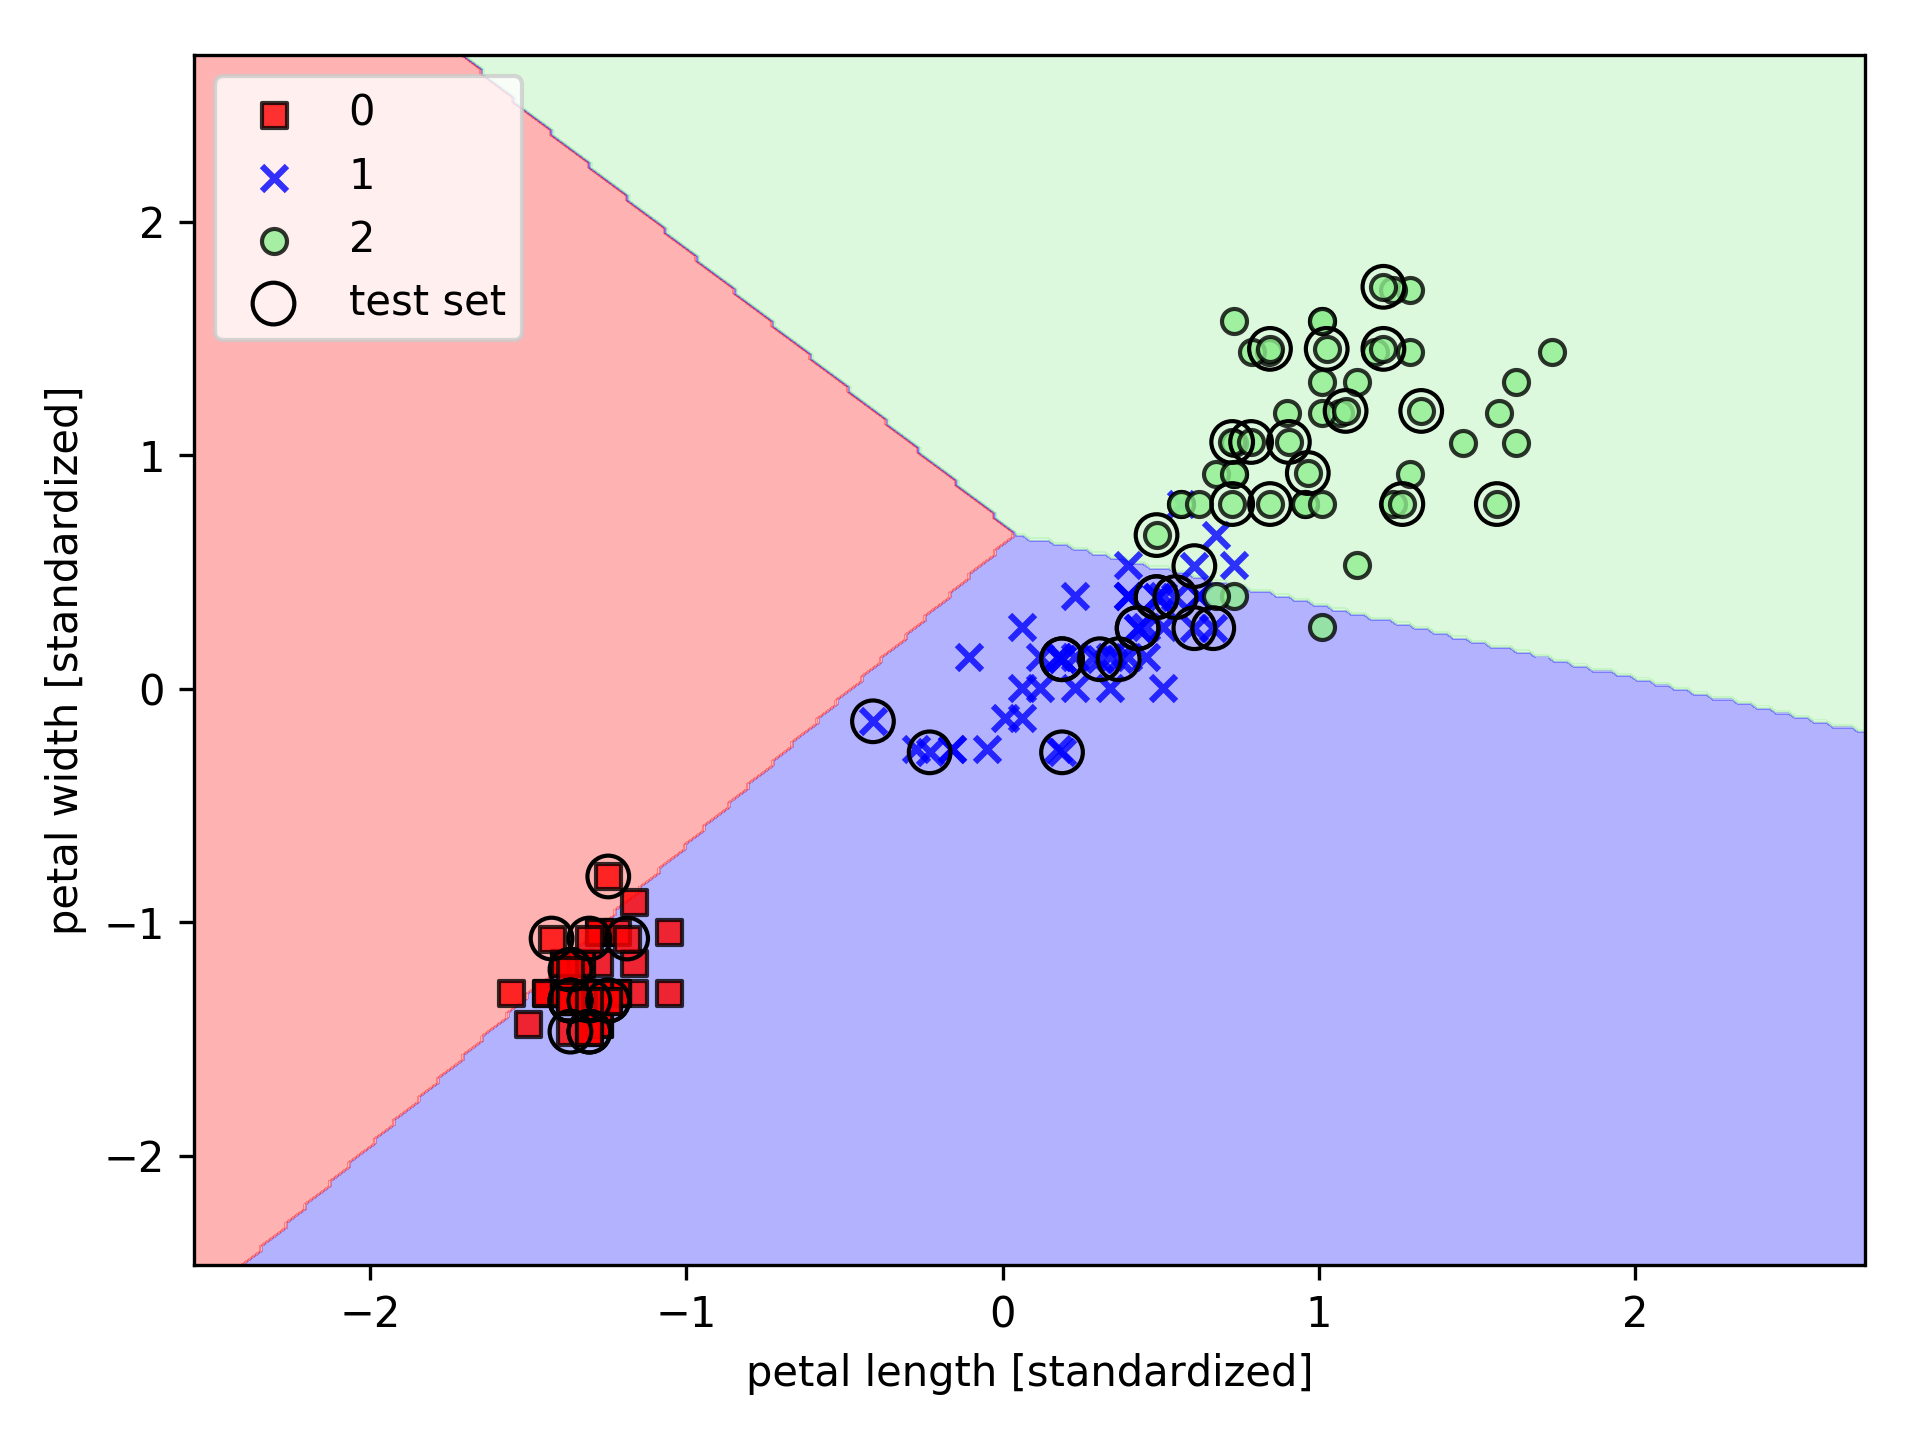 0
1
2
test set
2
1
0
−1
−2
petal width [standardized]
−2 −1 0 1 2
petal length [standardized]